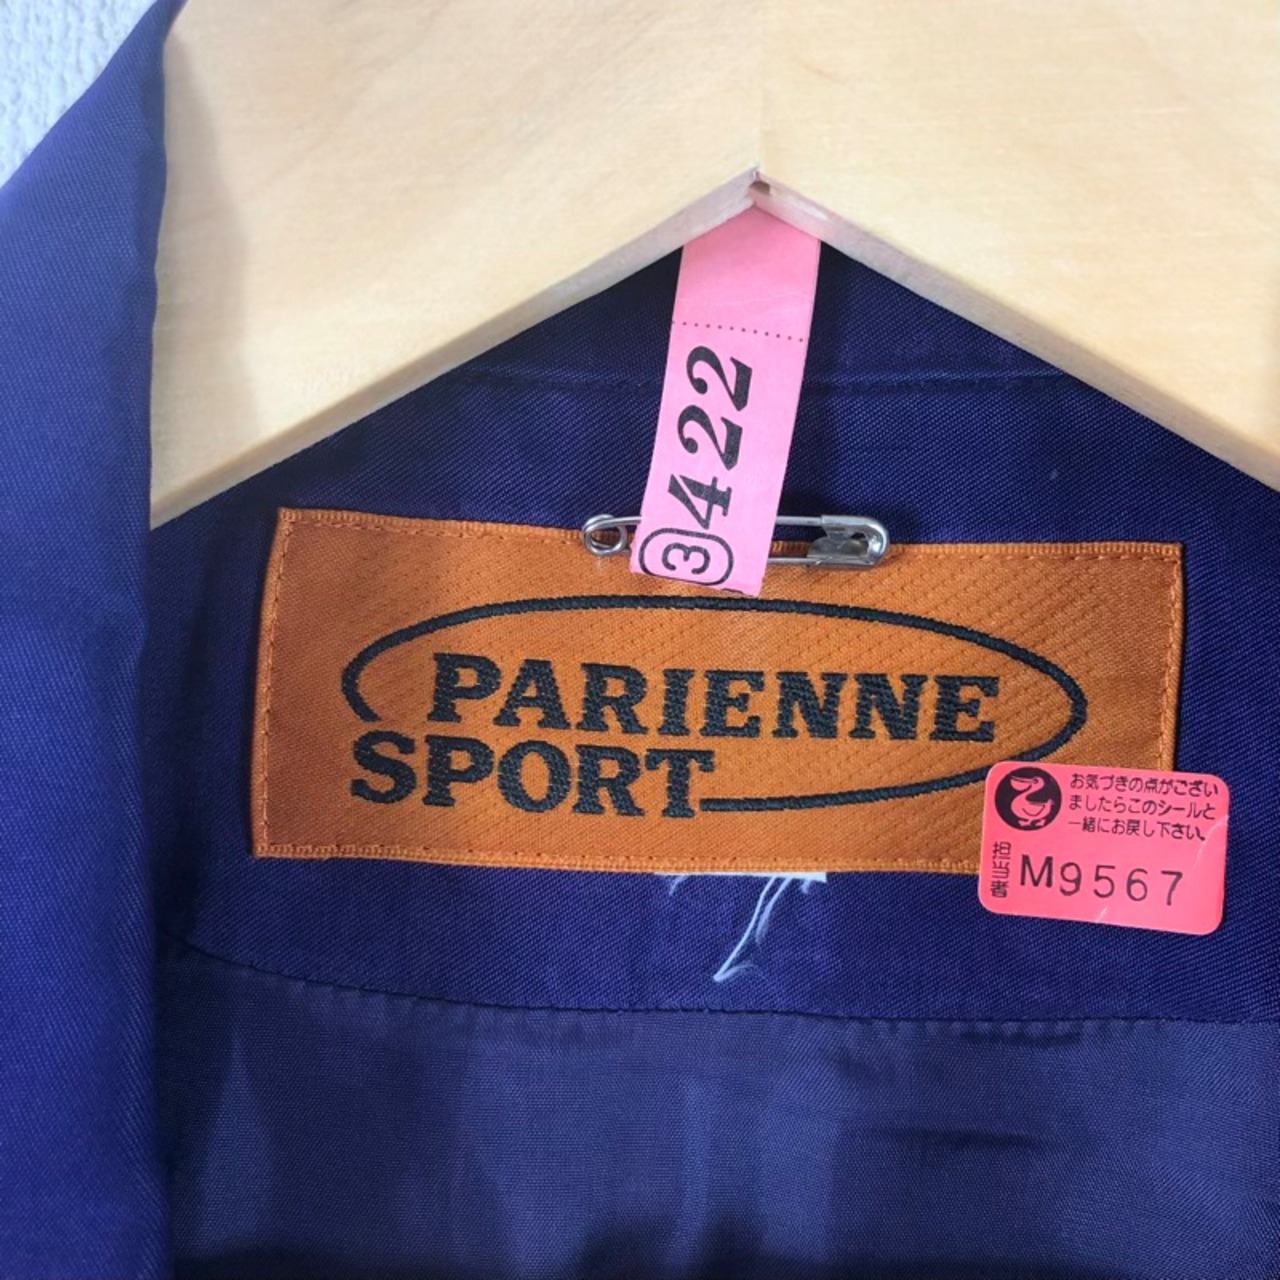 ③422
PARIENNE
SPORT
お気づきの点がござい
ましたらこのシールと
一緒にお戻し下さい。
担当者
M9567